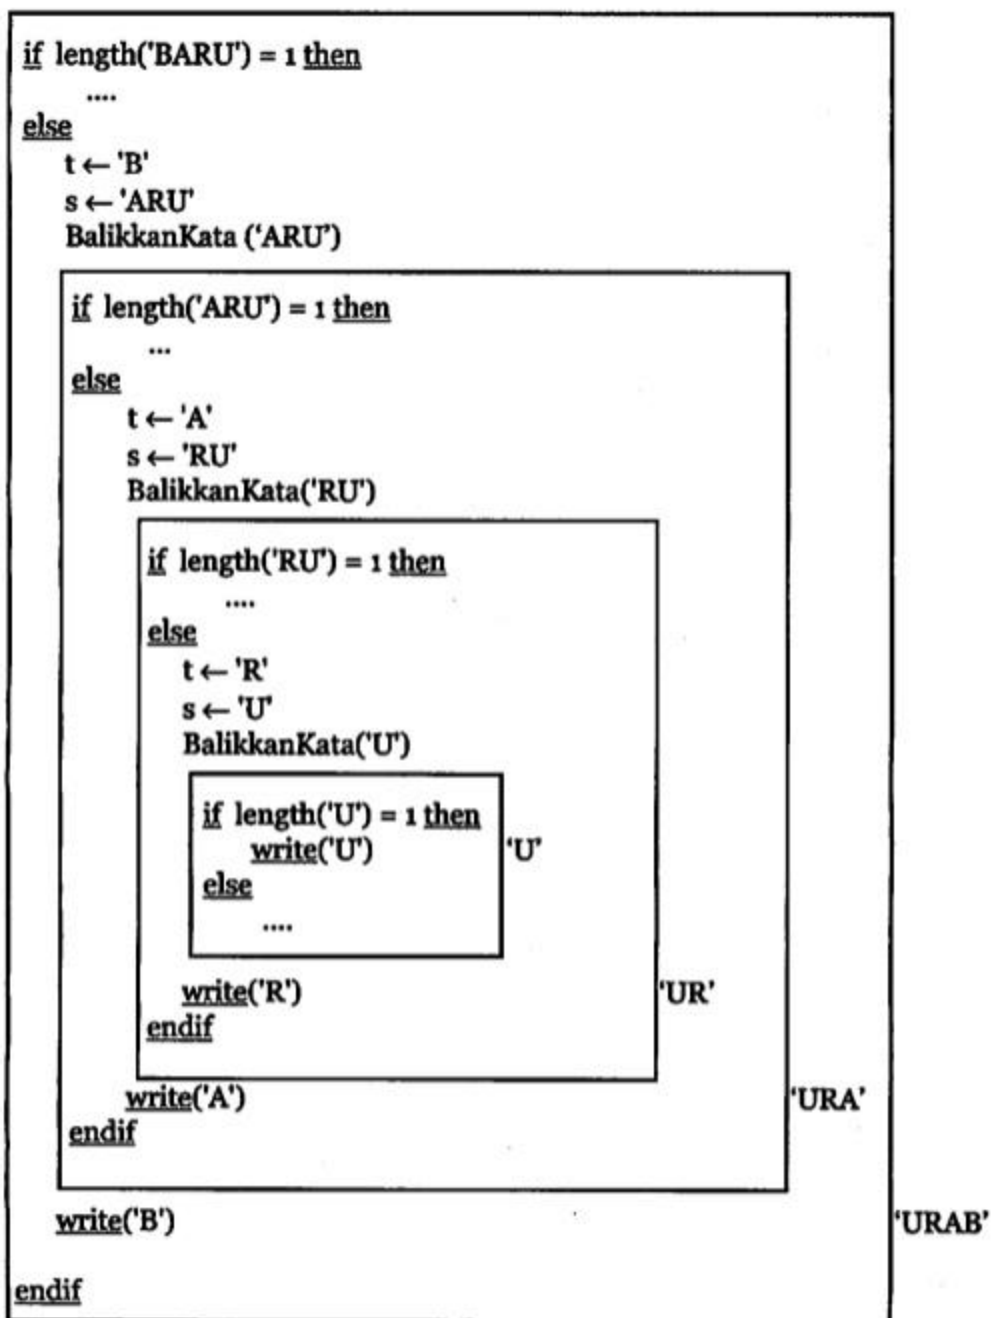 if length('BARU') = 1 then
....
else
t ← 'B'
s ← 'ARU'
BalikkanKata ('ARU')
if length('ARU') = 1 then
...
else
t ← 'A'
s ← 'RU'
BalikkanKata('RU')
if length('RU') = 1 then
....
else
t ← 'R'
s ← 'U'
BalikkanKata('U')
if length('U') = 1 then
write('U') 'U'
else
....
write('R') 'UR'
endif
write('A') 'URA'
endif
write('B') 'URAB'
endif